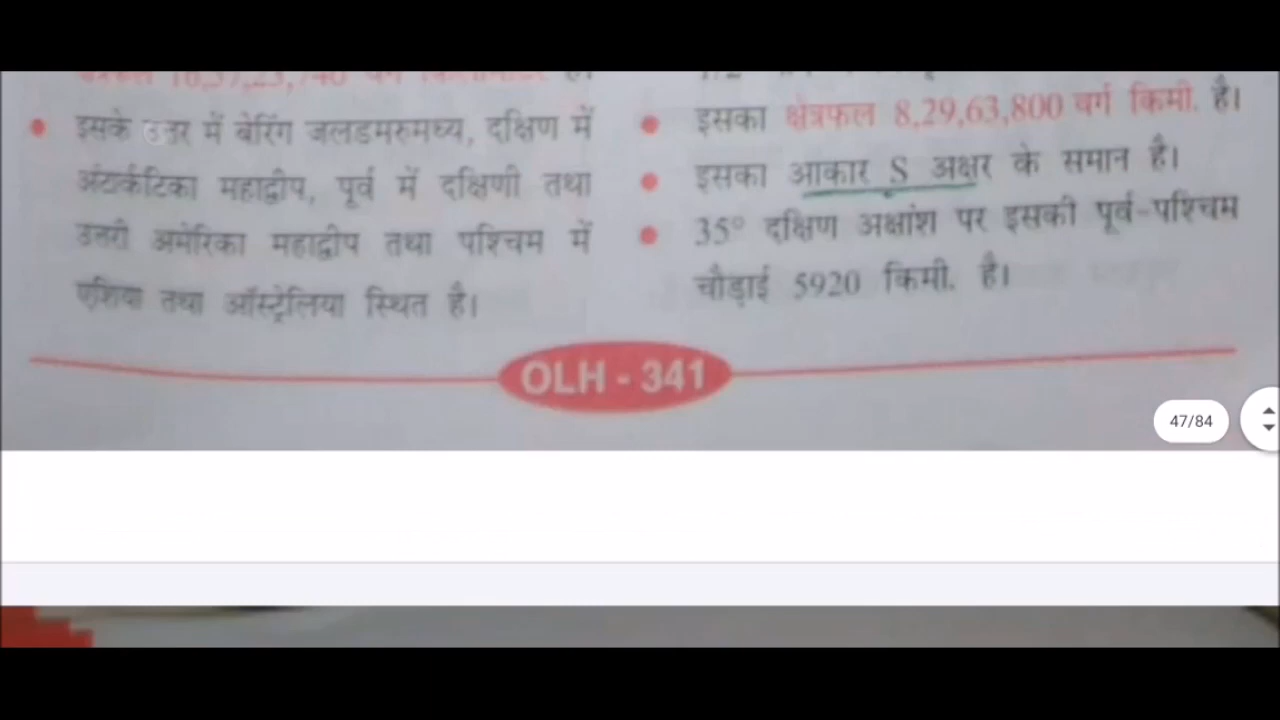 इसके उत्तर में बेरिंग जलडमरुमध्य, दक्षिण में
अंटार्कटिका महाद्वीप, पूर्व में दक्षिणी तथा
उत्तरी अमेरिका महाद्वीप तथा पश्चिम में
एशिया तथा ऑस्ट्रेलिया स्थित है।
इसका क्षेत्रफल 8,29,63,800 वर्ग किमी. है।
इसका आकार S अक्षर के समान है।
35° दक्षिण अक्षांश पर इसकी पूर्व-पश्चिम
चौड़ाई 5920 किमी. है।
OLH - 341
47/84